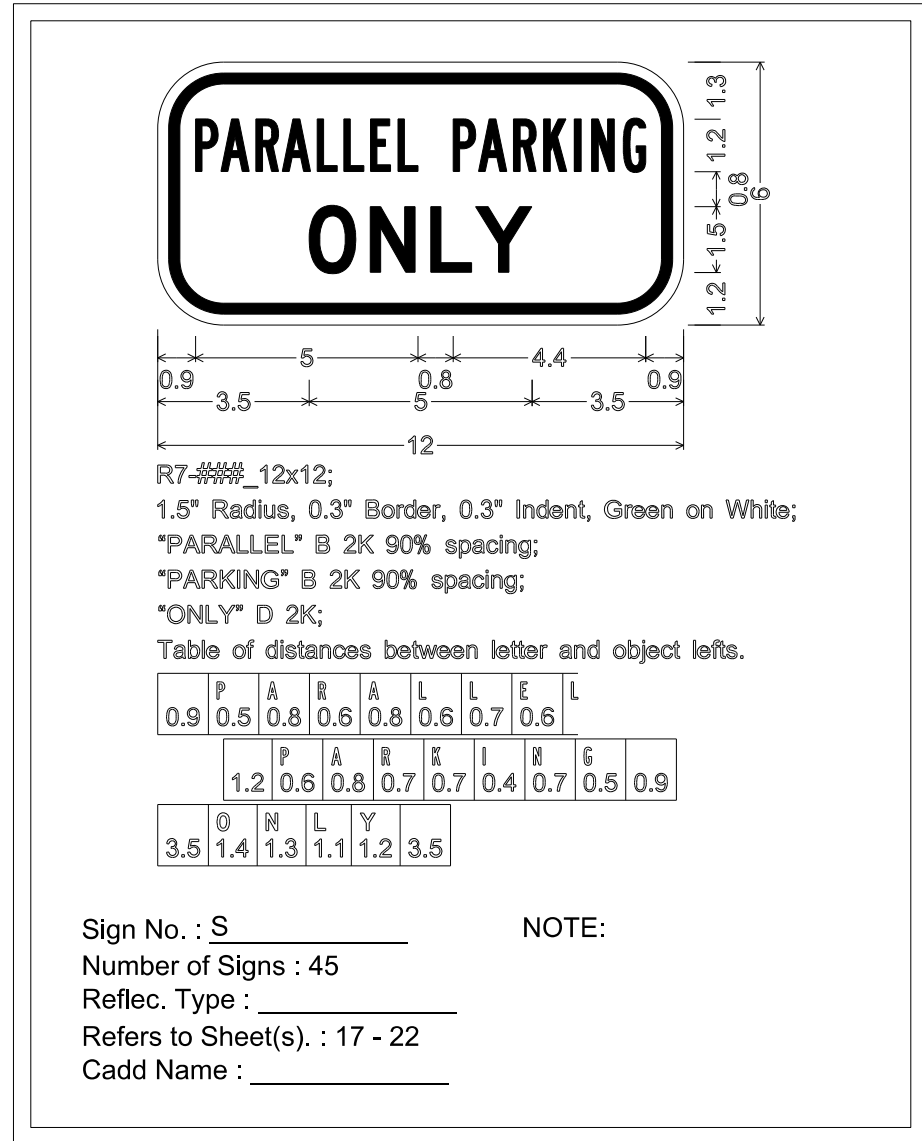 PARALLEL PARKING
ONLY
1.3
1.2
0.8
6
1.5
1.2
5 4.4
0.9 0.8 0.9
3.5 5 3.5
12
R7-###_12x12;
1.5" Radius, 0.3" Border, 0.3" Indent, Green on White;
"PARALLEL" B 2K 90% spacing;
"PARKING" B 2K 90% spacing;
"ONLY" D 2K;
Table of distances between letter and object lefts.
P A R A L L E L
0.9 0.5 0.8 0.6 0.8 0.6 0.7 0.6
P A R K I N G
1.2 0.6 0.8 0.7 0.7 0.4 0.7 0.5 0.9
O N L Y
3.5 1.4 1.3 1.1 1.2 3.5
Sign No. : S NOTE:
Number of Signs : 45
Reflec. Type :
Refers to Sheet(s). : 17 - 22
Cadd Name :